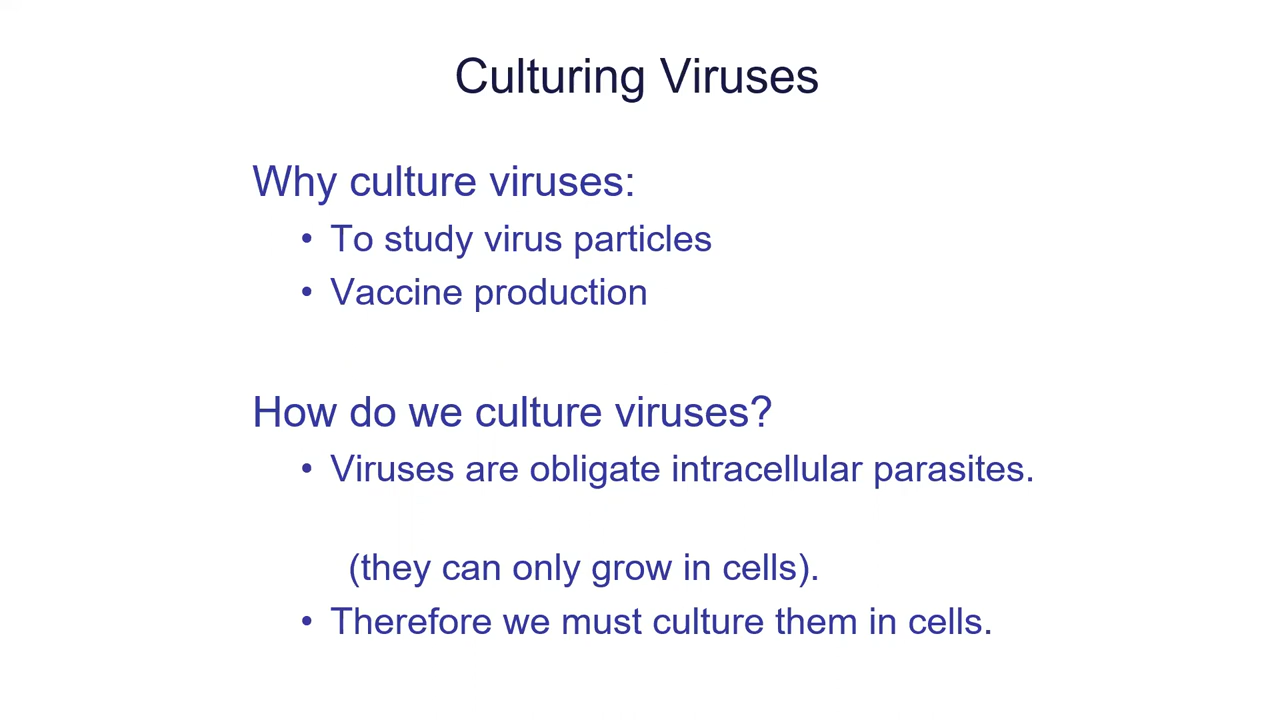 Culturing Viruses
Why culture viruses:
• To study virus particles
• Vaccine production
How do we culture viruses?
• Viruses are obligate intracellular parasites.
(they can only grow in cells).
• Therefore we must culture them in cells.